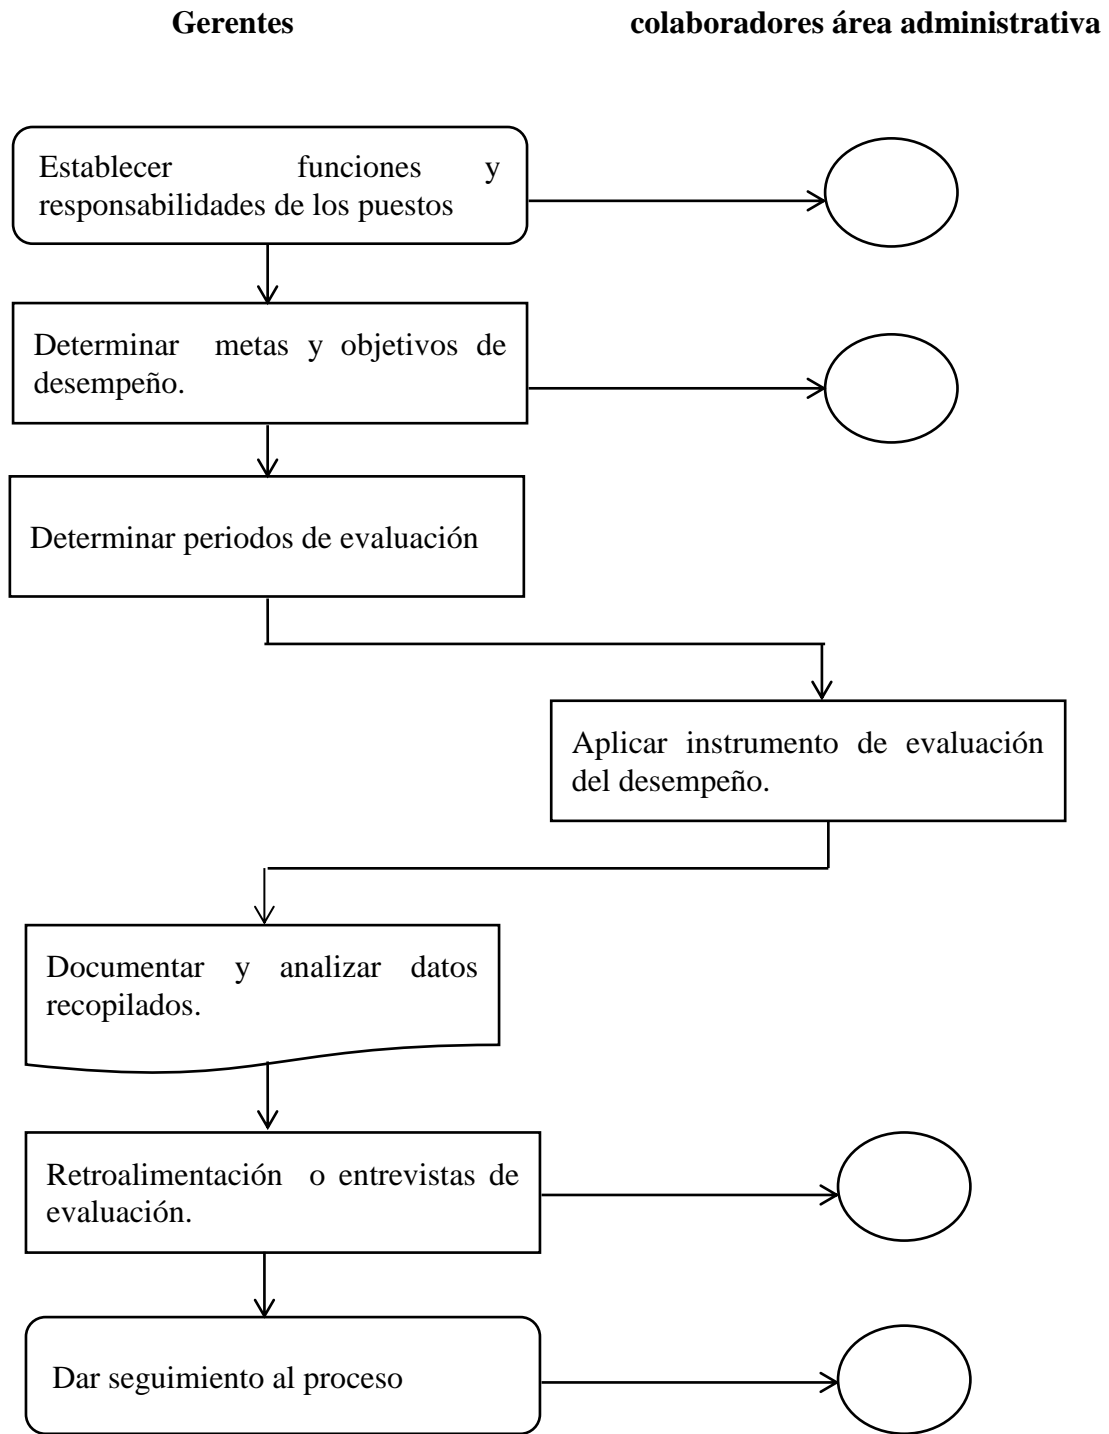 Gerentes
colaboradores área administrativa
Establecer funciones y
responsabilidades de los puestos
Determinar metas y objetivos de
desempeño.
Determinar periodos de evaluación
Aplicar instrumento de evaluación
del desempeño.
Documentar y analizar datos
recopilados.
Retroalimentación o entrevistas de
evaluación.
Dar seguimiento al proceso